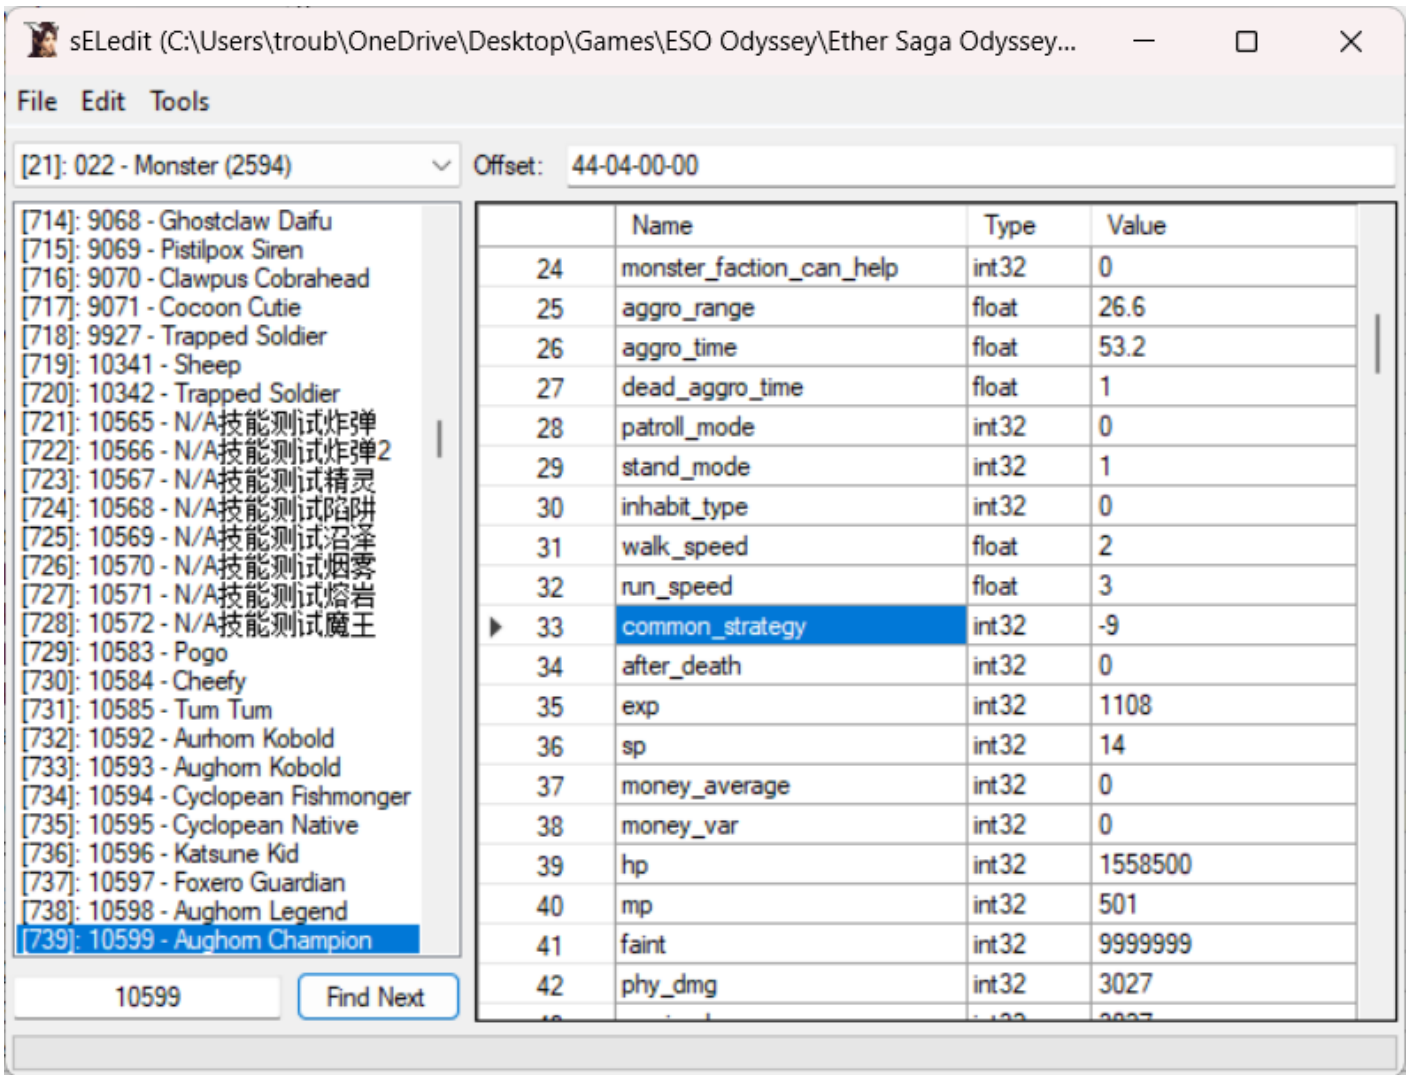 sELedit (C:\Users\troub\OneDrive\Desktop\Games\ESO Odyssey\Ether Saga Odyssey...
File Edit Tools
[21]: 022 - Monster (2594)
Offset: 44-04-00-00
[714]: 9068 - Ghostclaw Daifu
[715]: 9069 - Pistilpox Siren
[716]: 9070 - Clawpus Cobrahead
[717]: 9071 - Cocoon Cutie
[718]: 9927 - Trapped Soldier
[719]: 10341 - Sheep
[720]: 10342 - Trapped Soldier
[721]: 10565 - N/A技能测试炸弹
[722]: 10566 - N/A技能测试炸弹2
[723]: 10567 - N/A技能测试精灵
[724]: 10568 - N/A技能测试陷阱
[725]: 10569 - N/A技能测试沼泽
[726]: 10570 - N/A技能测试烟雾
[727]: 10571 - N/A技能测试熔岩
[728]: 10572 - N/A技能测试魔王
[729]: 10583 - Pogo
[730]: 10584 - Cheefy
[731]: 10585 - Tum Tum
[732]: 10592 - Aurhorn Kobold
[733]: 10593 - Aughorn Kobold
[734]: 10594 - Cyclopean Fishmonger
[735]: 10595 - Cyclopean Native
[736]: 10596 - Katsune Kid
[737]: 10597 - Foxero Guardian
[738]: 10598 - Aughorn Legend
[739]: 10599 - Aughorn Champion
10599
Find Next
Name Type Value
24 monster_faction_can_help int32 0
25 aggro_range float 26.6
26 aggro_time float 53.2
27 dead_aggro_time float 1
28 patroll_mode int32 0
29 stand_mode int32 1
30 inhabit_type int32 0
31 walk_speed float 2
32 run_speed float 3
33 common_strategy int32 -9
34 after_death int32 0
35 exp int32 1108
36 sp int32 14
37 money_average int32 0
38 money_var int32 0
39 hp int32 1558500
40 mp int32 501
41 faint int32 9999999
42 phy_dmg int32 3027